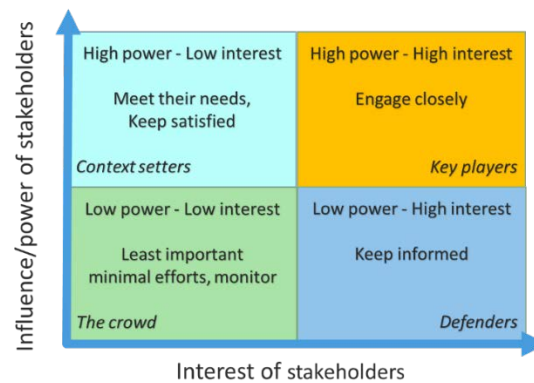 Influence/power of stakeholders
High power - Low interest
Meet their needs,
Keep satisfied
Context setters
High power - High interest
Engage closely
Key players
Low power - Low interest
Least important
minimal efforts, monitor
The crowd
Low power - High interest
Keep informed
Defenders
Interest of stakeholders